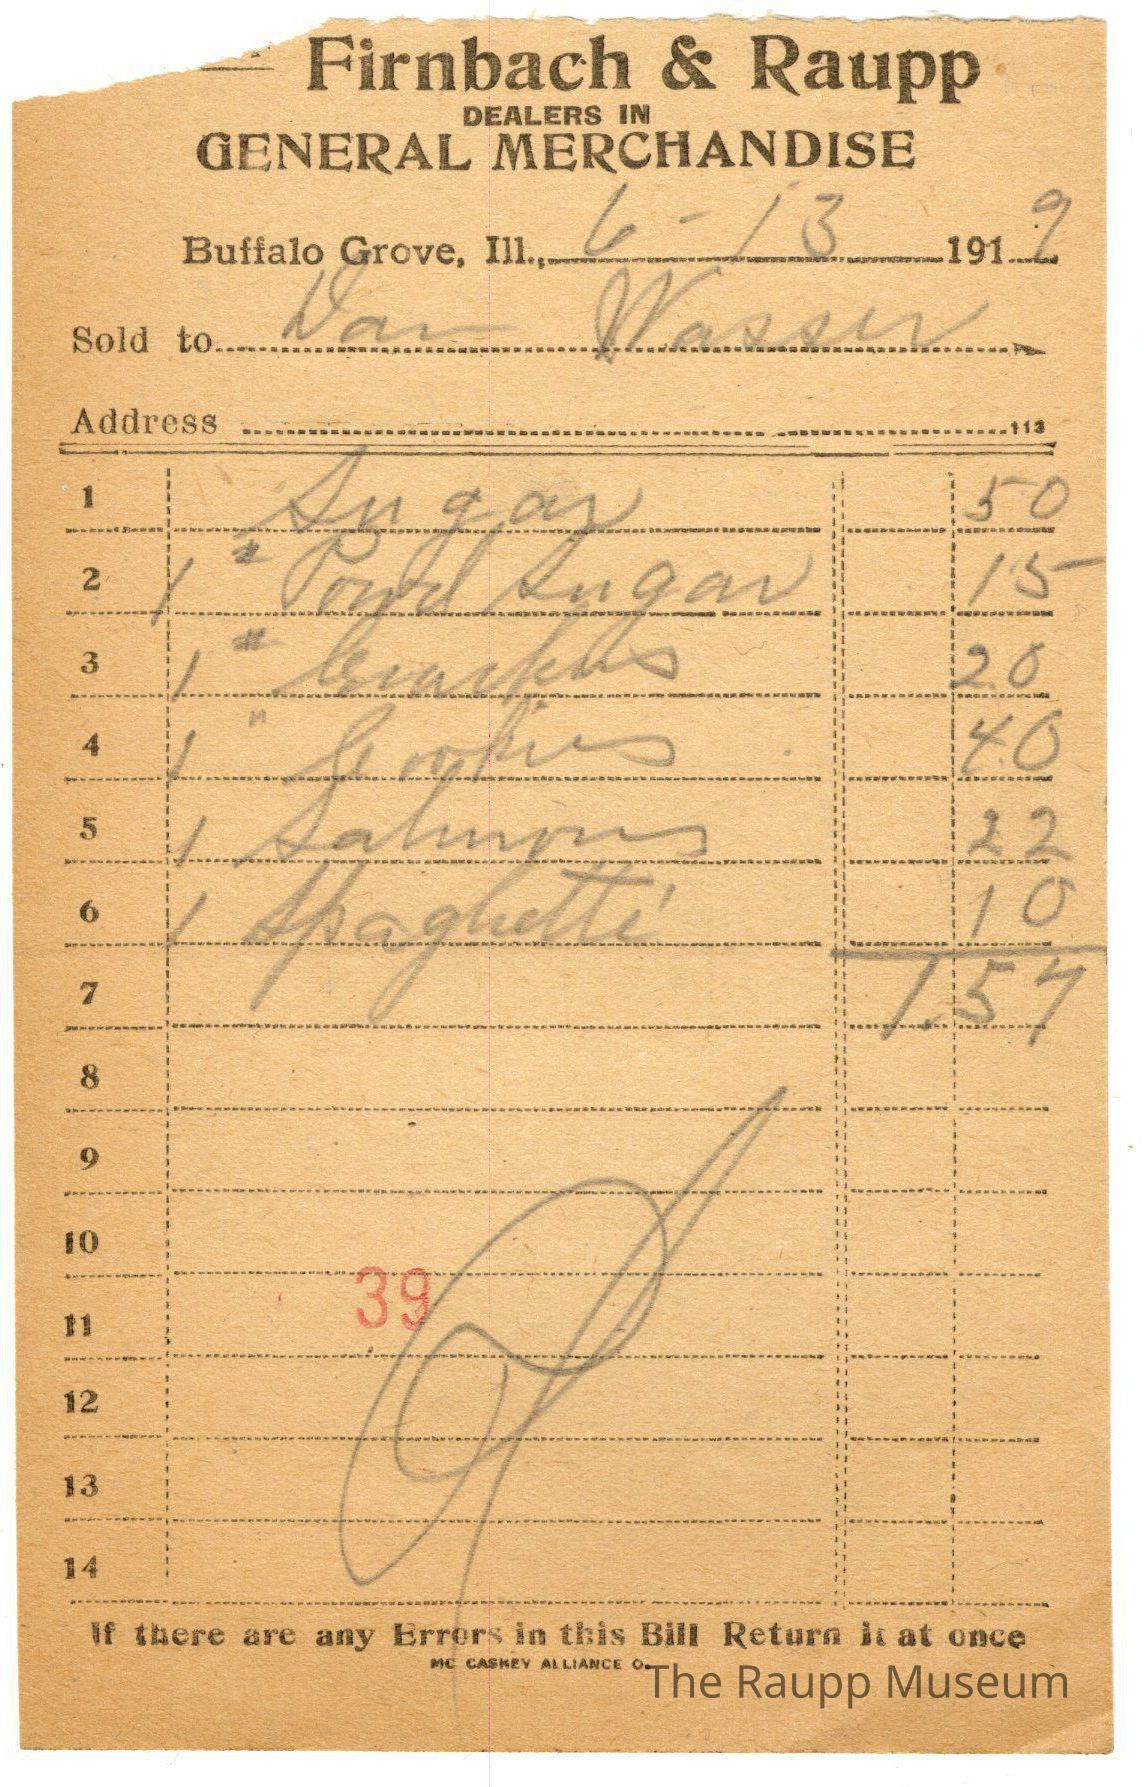 Firnbach & Raupp
DEALERS IN
GENERAL MERCHANDISE
Buffalo Grove, Ill., 6-13 1919
Sold to Dan Wasser
Address 113
1 Sugar 50
2 1 # Powd Sugar 15
3 1 # Crackers 20
4 1 " Cookies 40
5 1 Salmons 22
6 1 Spaghetti 10
7 1.57
8
9
10
39
11
12
13
14
If there are any Errors in this Bill Return it at once
MC CASKEY ALLIANCE O.
The Raupp Museum